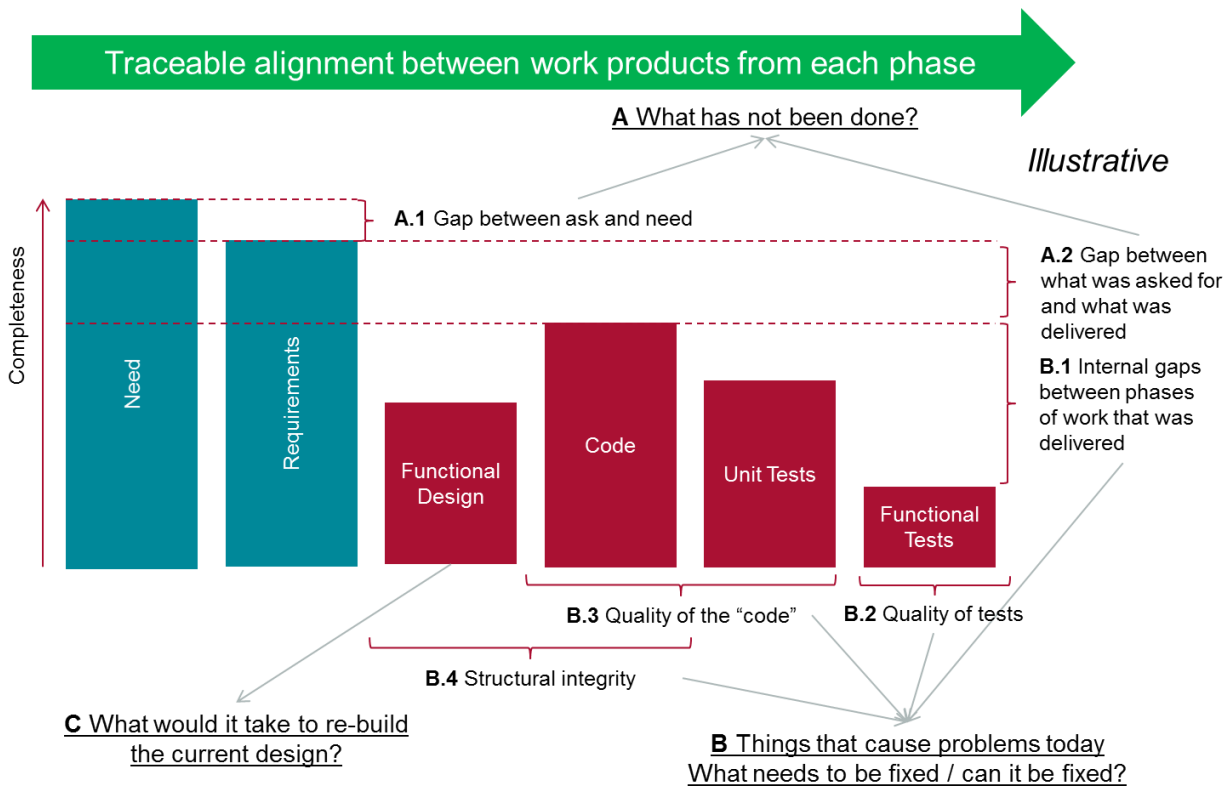 Traceable alignment between work products from each phase
A What has not been done?
Illustrative
A.1 Gap between ask and need
A.2 Gap between
what was asked for
and what was
delivered
B.1 Internal gaps
between phases
of work that was
delivered
Completeness
Need
Requirements
Functional
Design
Code
Unit Tests
Functional
Tests
B.3 Quality of the “code”
B.2 Quality of tests
B.4 Structural integrity
C What would it take to re-build
the current design?
B Things that cause problems today
What needs to be fixed / can it be fixed?